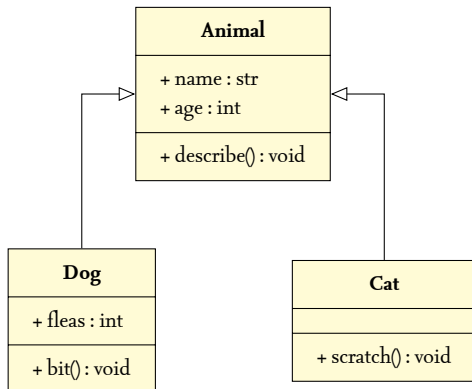 Animal
+ name : str
+ age : int
+ describe() : void
Dog
+ fleas : int
+ bit() : void
Cat
+ scratch() : void